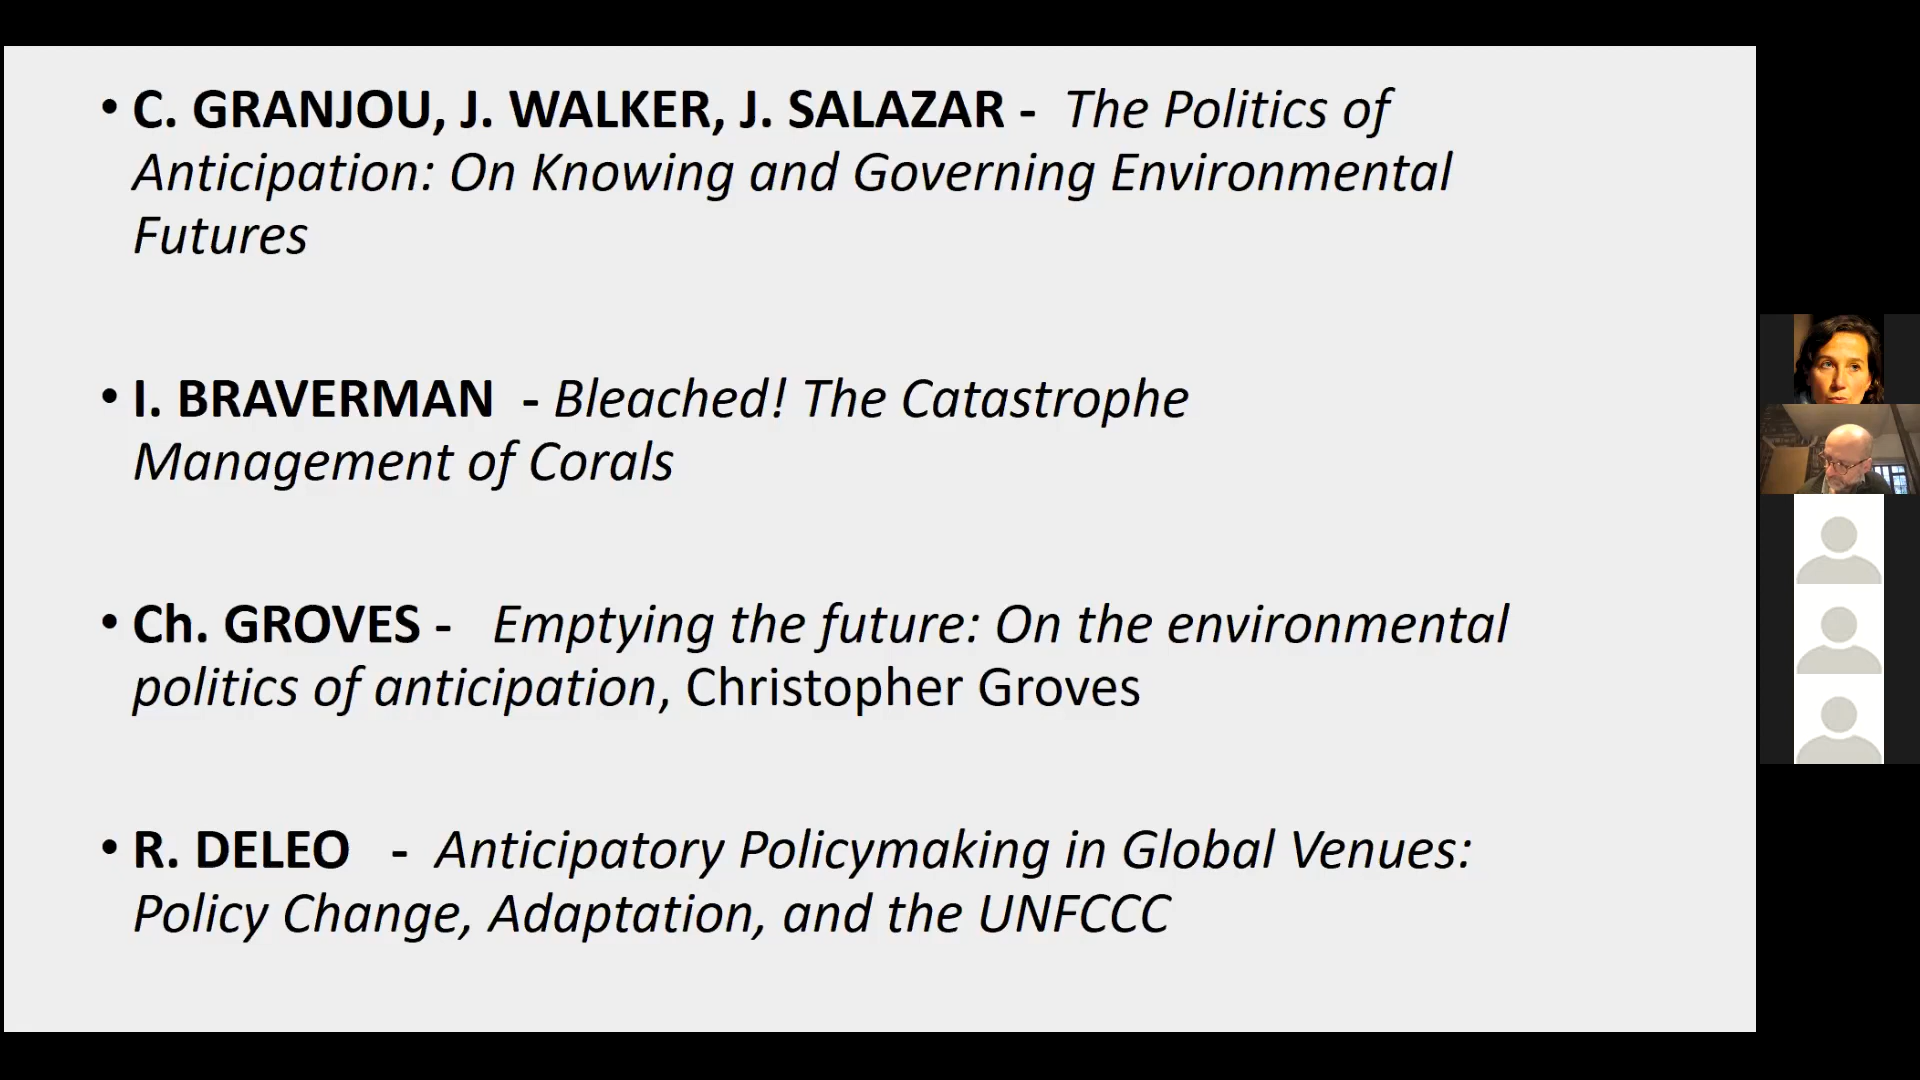 • C. GRANJOU, J. WALKER, J. SALAZAR - The Politics of
Anticipation: On Knowing and Governing Environmental
Futures
• I. BRAVERMAN - Bleached! The Catastrophe
Management of Corals
• Ch. GROVES - Emptying the future: On the environmental
politics of anticipation, Christopher Groves
• R. DELEO - Anticipatory Policymaking in Global Venues:
Policy Change, Adaptation, and the UNFCCC